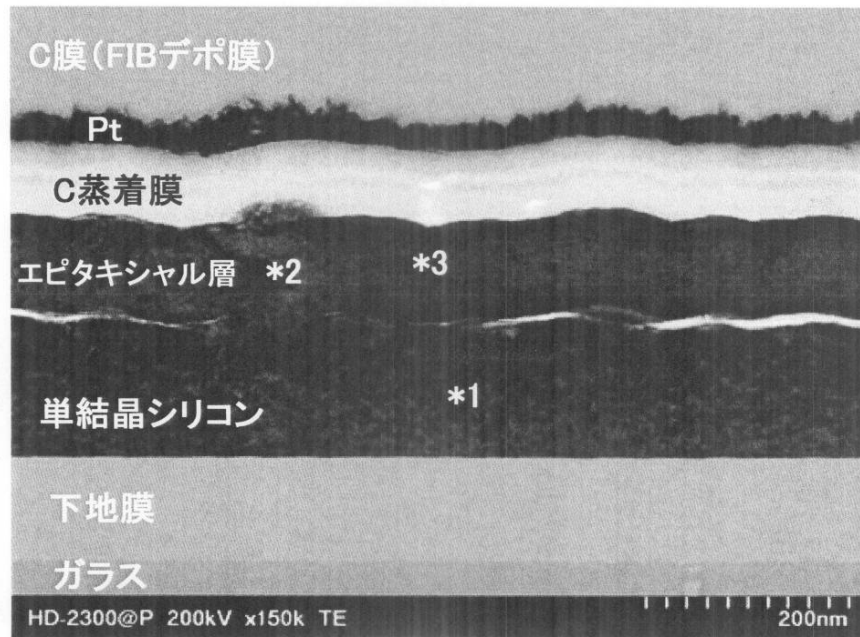 C膜(FIBデポ膜)
Pt
C蒸着膜
エピタキシャル層 *2 *3
*1
単結晶シリコン
下地膜
ガラス
HD-2300@P 200kV x150k TE 200nm